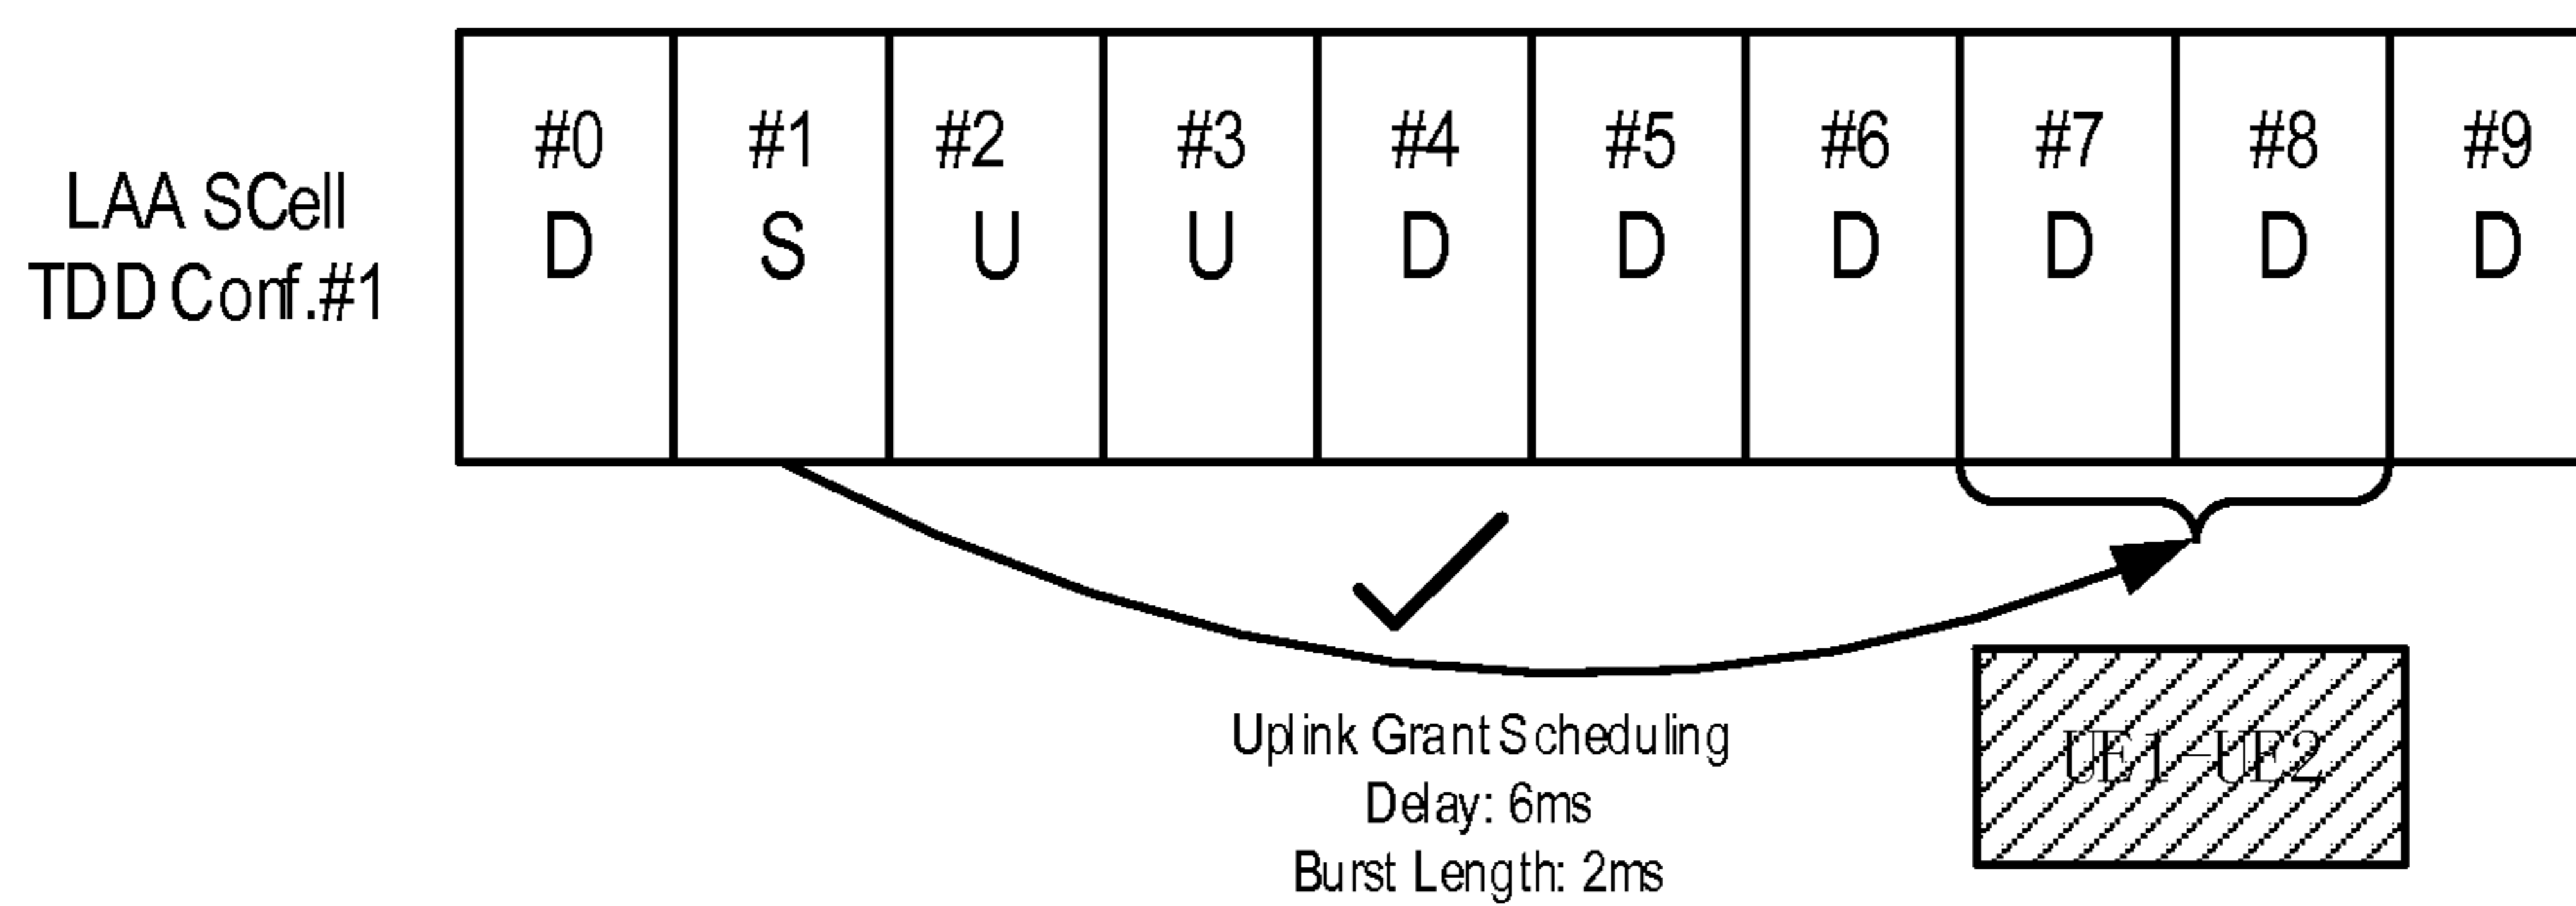 #0 #1 #2 #3 #4 #5 #6 #7 #8 #9
LAA SCell
D S U U D D D D D D
TDD Conf.#1
Uplink Grant Scheduling
UE1-UE2
Delay: 6ms
Burst Length: 2ms